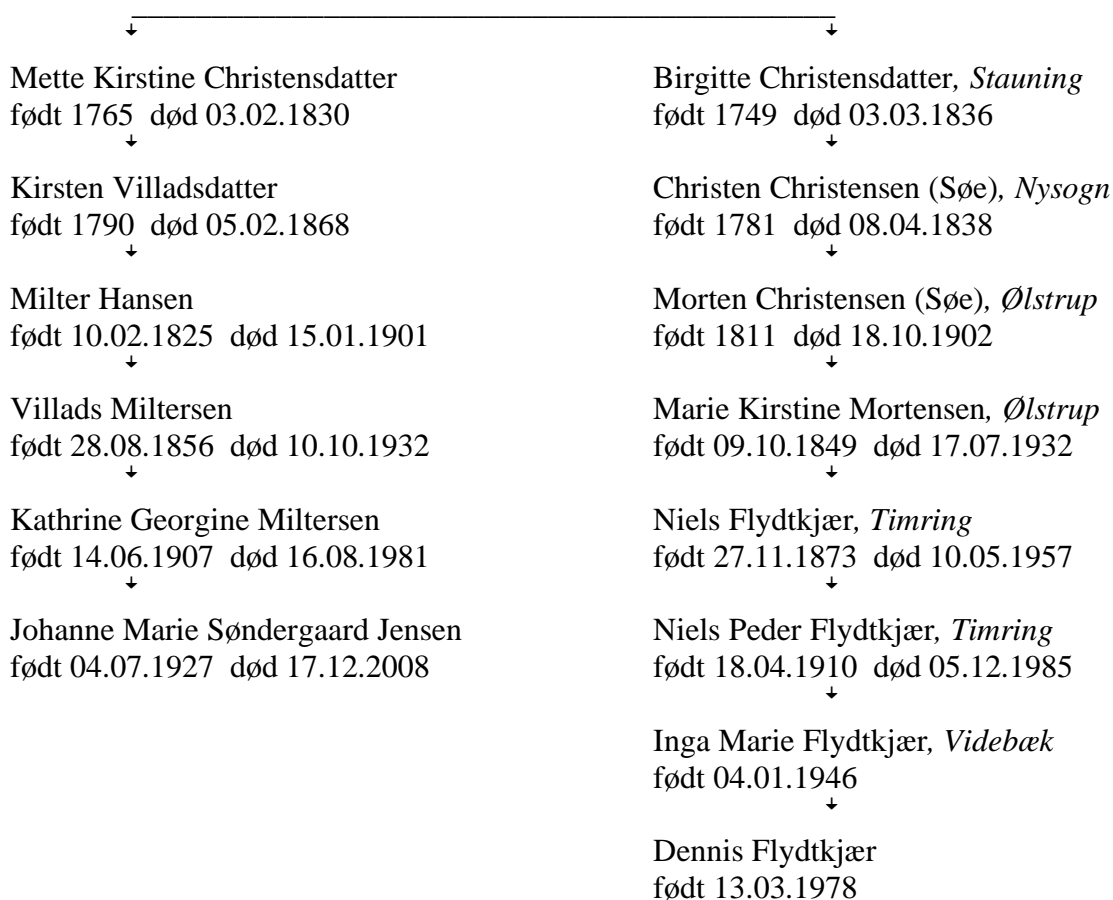 Mette Kirstine Christensdatter
født 1765 død 03.02.1830
Kirsten Villadsdatter
født 1790 død 05.02.1868
Milter Hansen
født 10.02.1825 død 15.01.1901
Villads Miltersen
født 28.08.1856 død 10.10.1932
Kathrine Georgine Miltersen
født 14.06.1907 død 16.08.1981
Johanne Marie Søndergaard Jensen
født 04.07.1927 død 17.12.2008
Birgitte Christensdatter, Stauning
født 1749 død 03.03.1836
Christen Christensen (Søe), Nysogn
født 1781 død 08.04.1838
Morten Christensen (Søe), Ølstrup
født 1811 død 18.10.1902
Marie Kirstine Mortensen, Ølstrup
født 09.10.1849 død 17.07.1932
Niels Flydtkjær, Timring
født 27.11.1873 død 10.05.1957
Niels Peder Flydtkjær, Timring
født 18.04.1910 død 05.12.1985
Inga Marie Flydtkjær, Videbæk
født 04.01.1946
Dennis Flydtkjær
født 13.03.1978